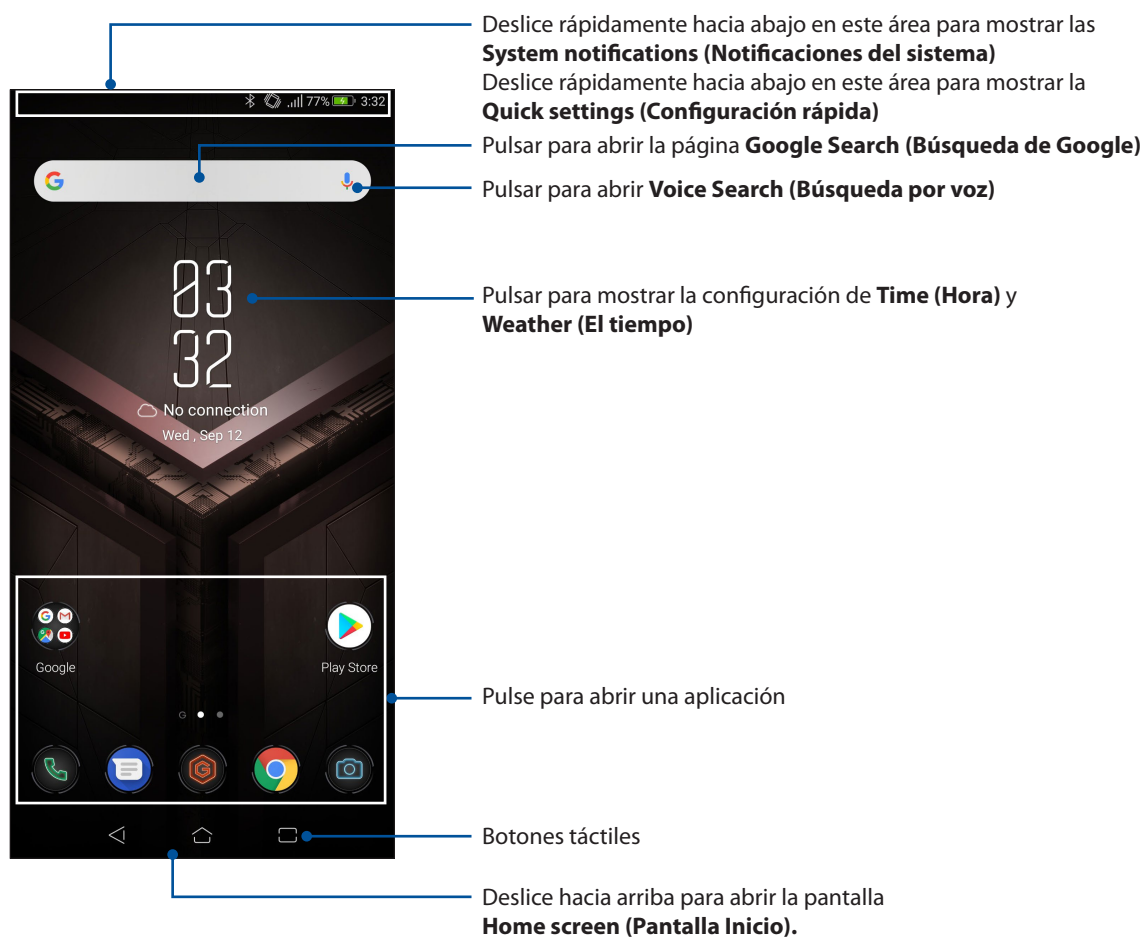 Deslice rápidamente hacia abajo en este área para mostrar las
System notifications (Notificaciones del sistema)
Deslice rápidamente hacia abajo en este área para mostrar la
Quick settings (Configuración rápida)
77% 3:32
Pulsar para abrir la página Google Search (Búsqueda de Google)
G
Pulsar para abrir Voice Search (Búsqueda por voz)
03
32
Pulsar para mostrar la configuración de Time (Hora) y
Weather (El tiempo)
No connection
Wed , Sep 12
Google
Play Store
Pulse para abrir una aplicación
G
Botones táctiles
Deslice hacia arriba para abrir la pantalla
Home screen (Pantalla Inicio).